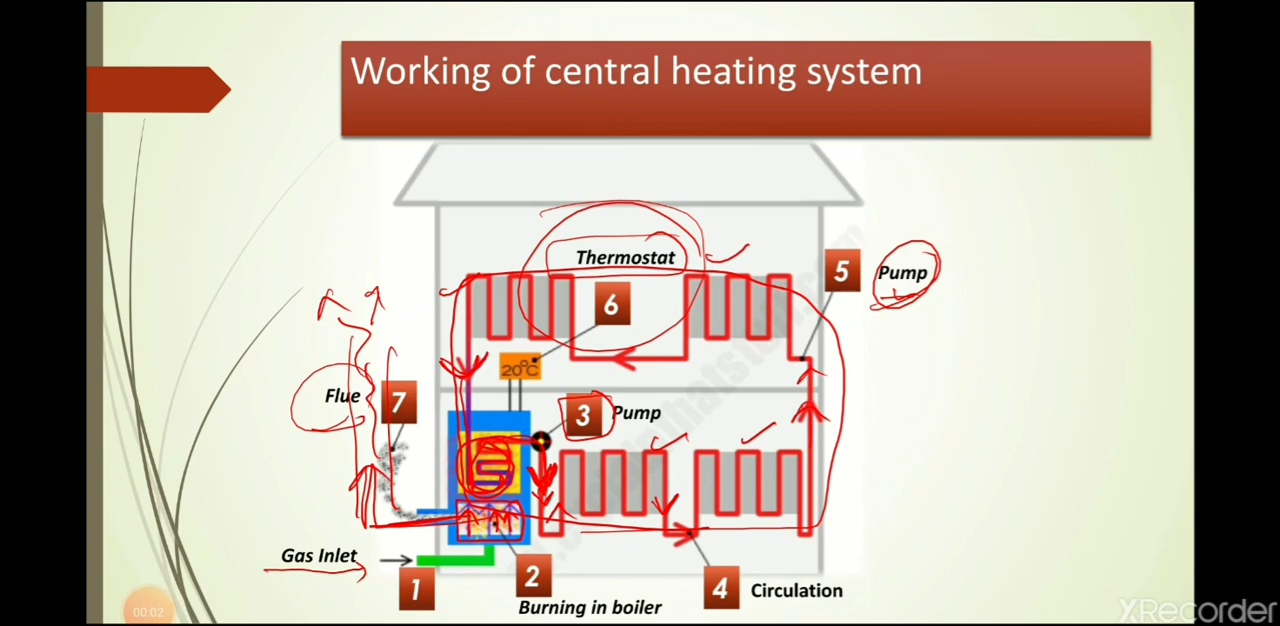 Working of central heating system
Thermostat
5
Pump
6
20°C
Flue
7
3
Pump
Gas Inlet
1
2
Burning in boiler
4
Circulation
00:02
XRecorder